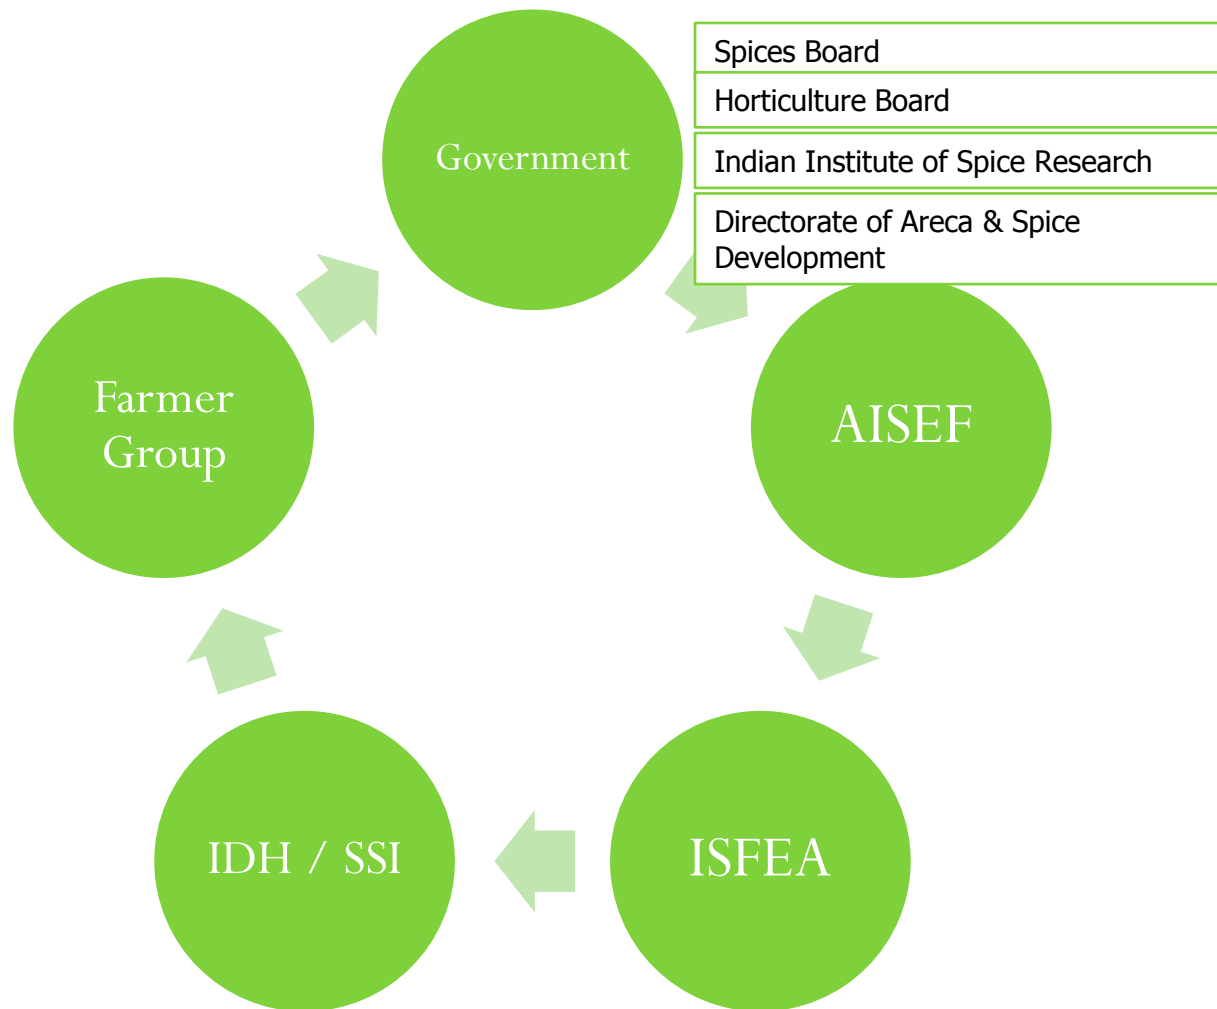 Government
Spices Board
Horticulture Board
Indian Institute of Spice Research
Directorate of Areca & Spice
Development
AISEF
ISFEA
IDH / SSI
Farmer
Group